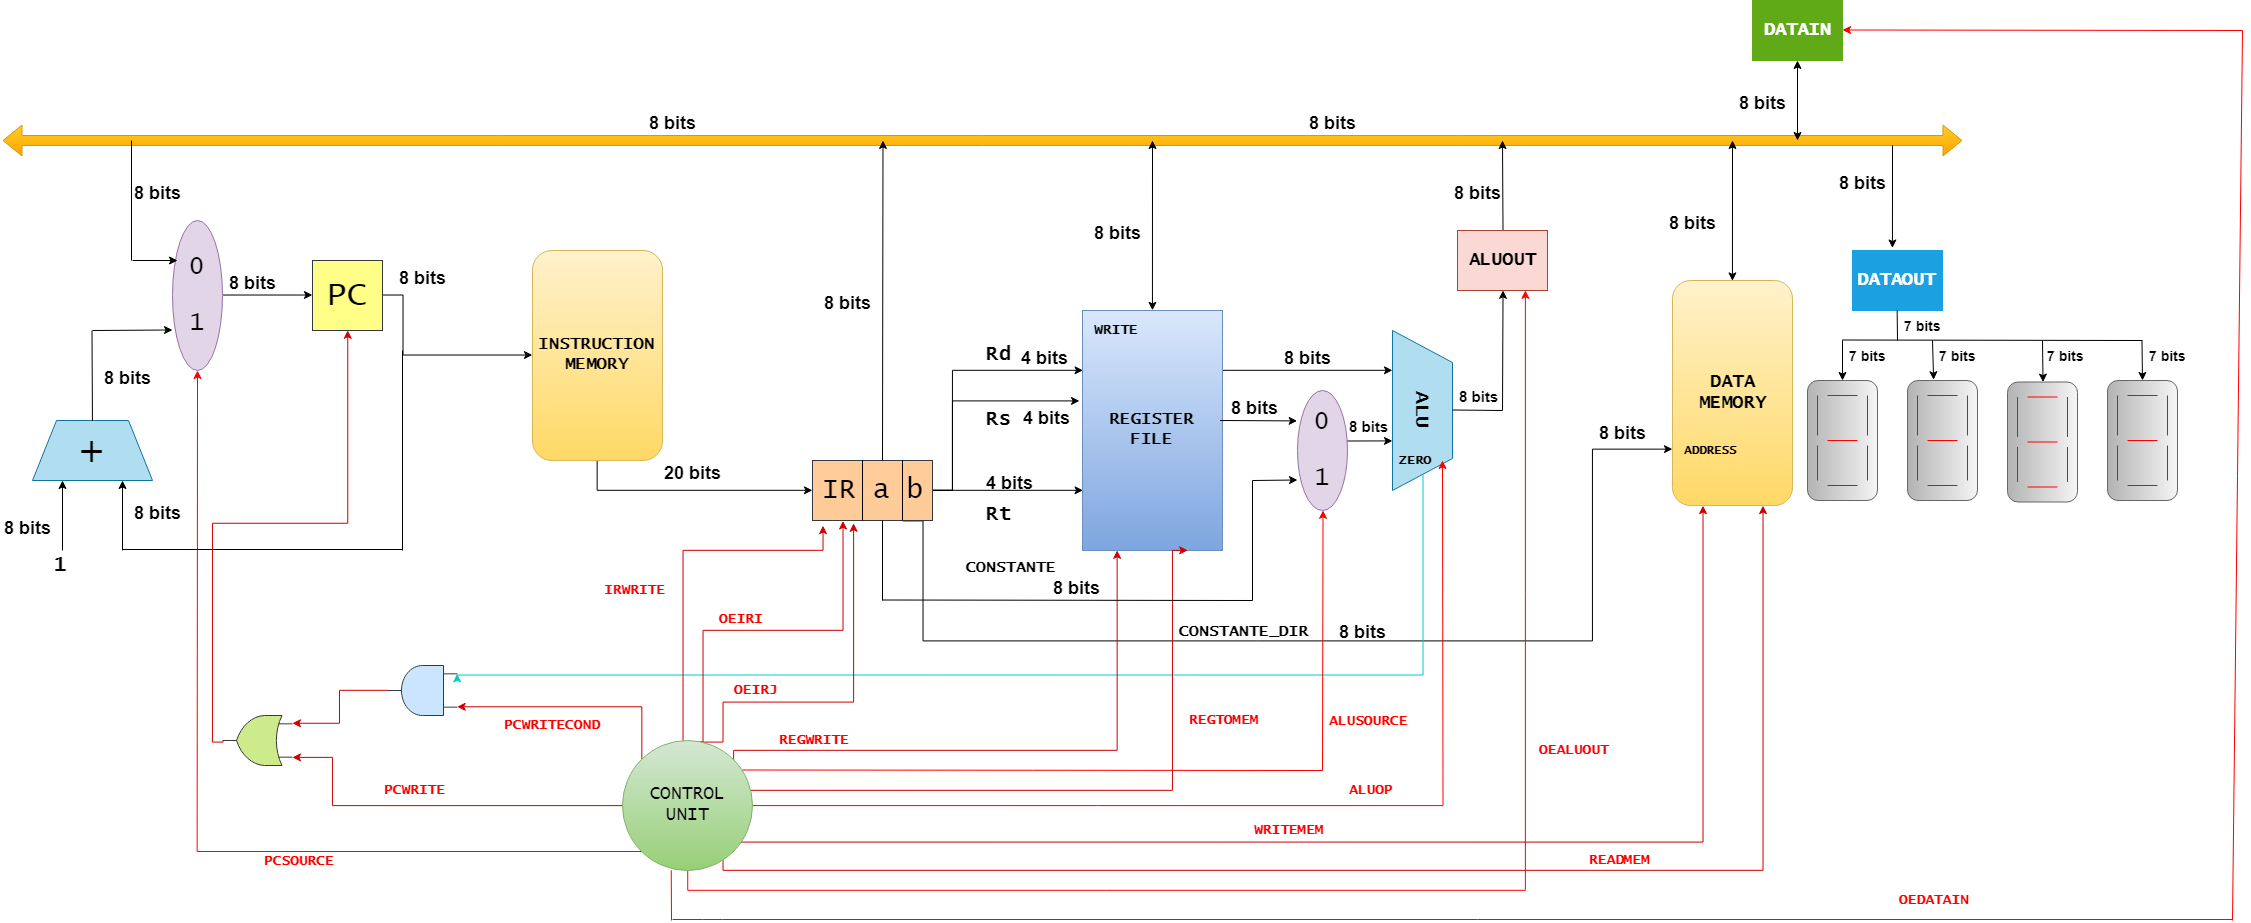 DATAIN
8 bits
8 bits
8 bits
8 bits
8 bits
8 bits
8 bits
8 bits
0
1
8 bits
PC
8 bits
ALUOUT
DATAOUT
8 bits
INSTRUCTION
MEMORY
WRITE
7 bits
Rd
4 bits
8 bits
7 bits
7 bits
7 bits
7 bits
8 bits
DATA
MEMORY
Rs
4 bits
REGISTER
FILE
8 bits
0
8 bits
ALU
8 bits
8 bits
+
ZERO
ADDRESS
20 bits
IR
a
b
4 bits
1
8 bits
8 bits
Rt
1
CONSTANTE
8 bits
IRWRITE
OEIRI
CONSTANTE_DIR
8 bits
OEIRJ
PCWRITECOND
REGTOMEM
ALUSOURCE
REGWRITE
OEALUOUT
PCWRITE
CONTROL
UNIT
ALUOP
WRITEMEM
PCSOURCE
READMEM
OEDATAIN